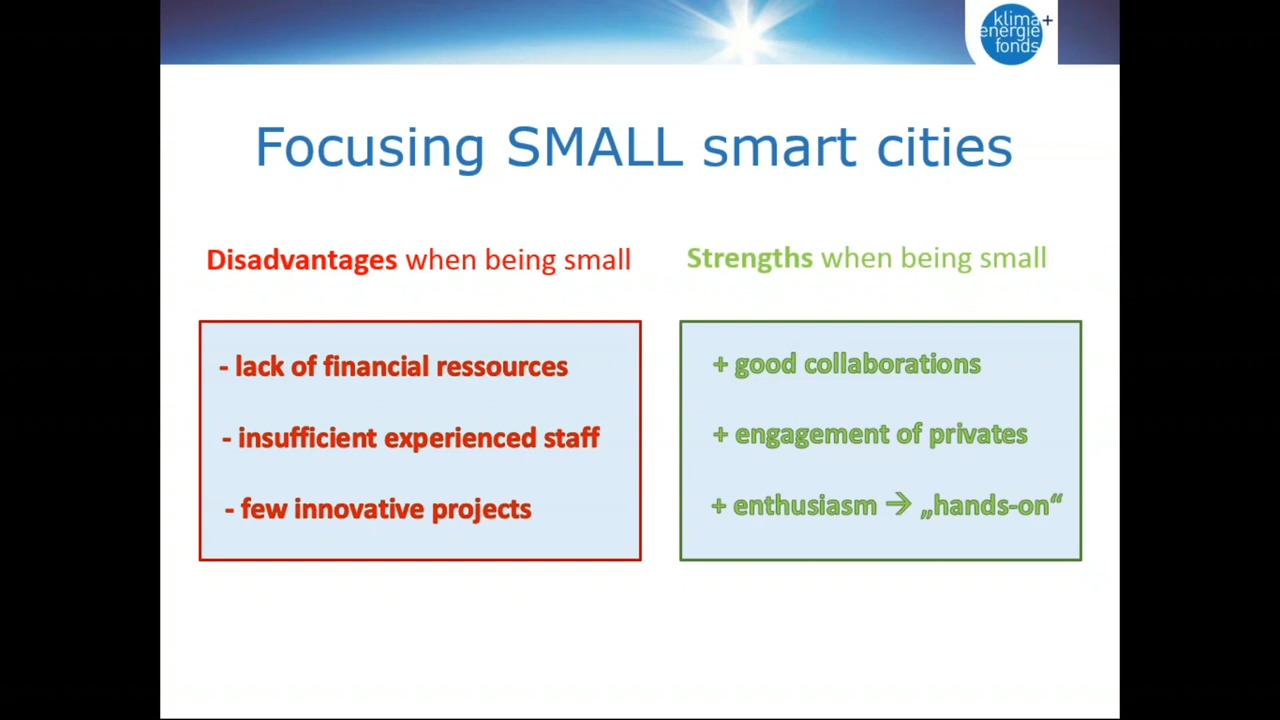 klima+
energie
fonds
Focusing SMALL smart cities
Disadvantages when being small
- lack of financial ressources
- insufficient experienced staff
- few innovative projects
Strengths when being small
+ good collaborations
+ engagement of privates
+ enthusiasm → „hands-on“